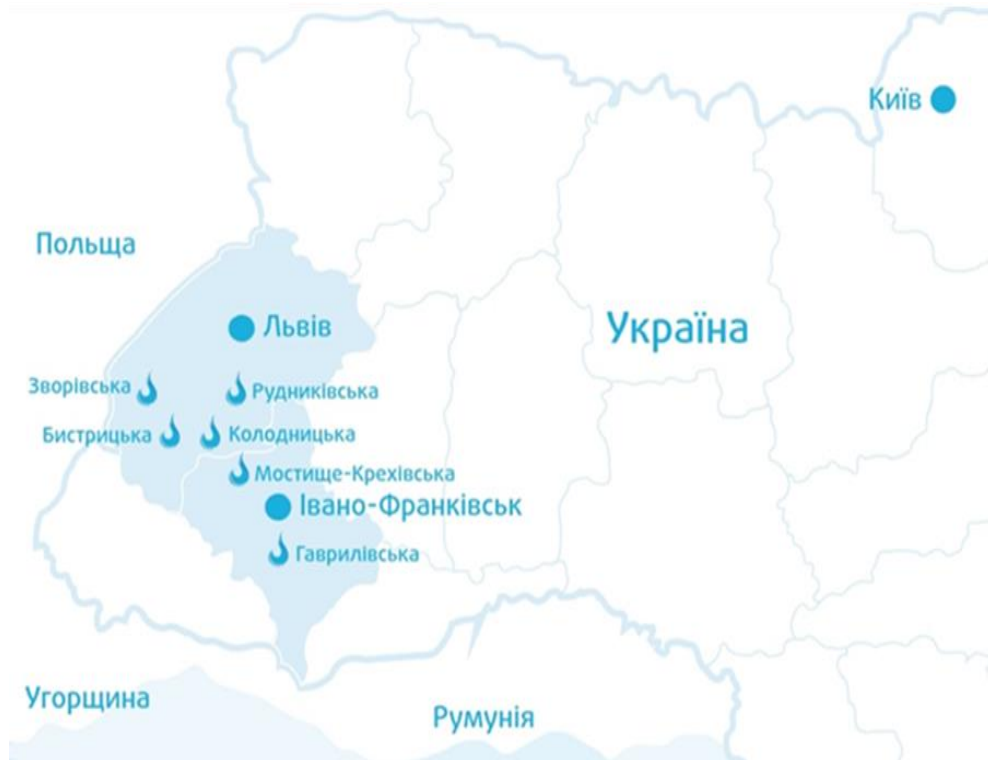 Київ
Польща
Україна
Львів
Зворівська
Рудниківська
Бистрицька
Колодницька
Мостище-Крехівська
Івано-Франківськ
Гаврилівська
Угорщина
Румунія